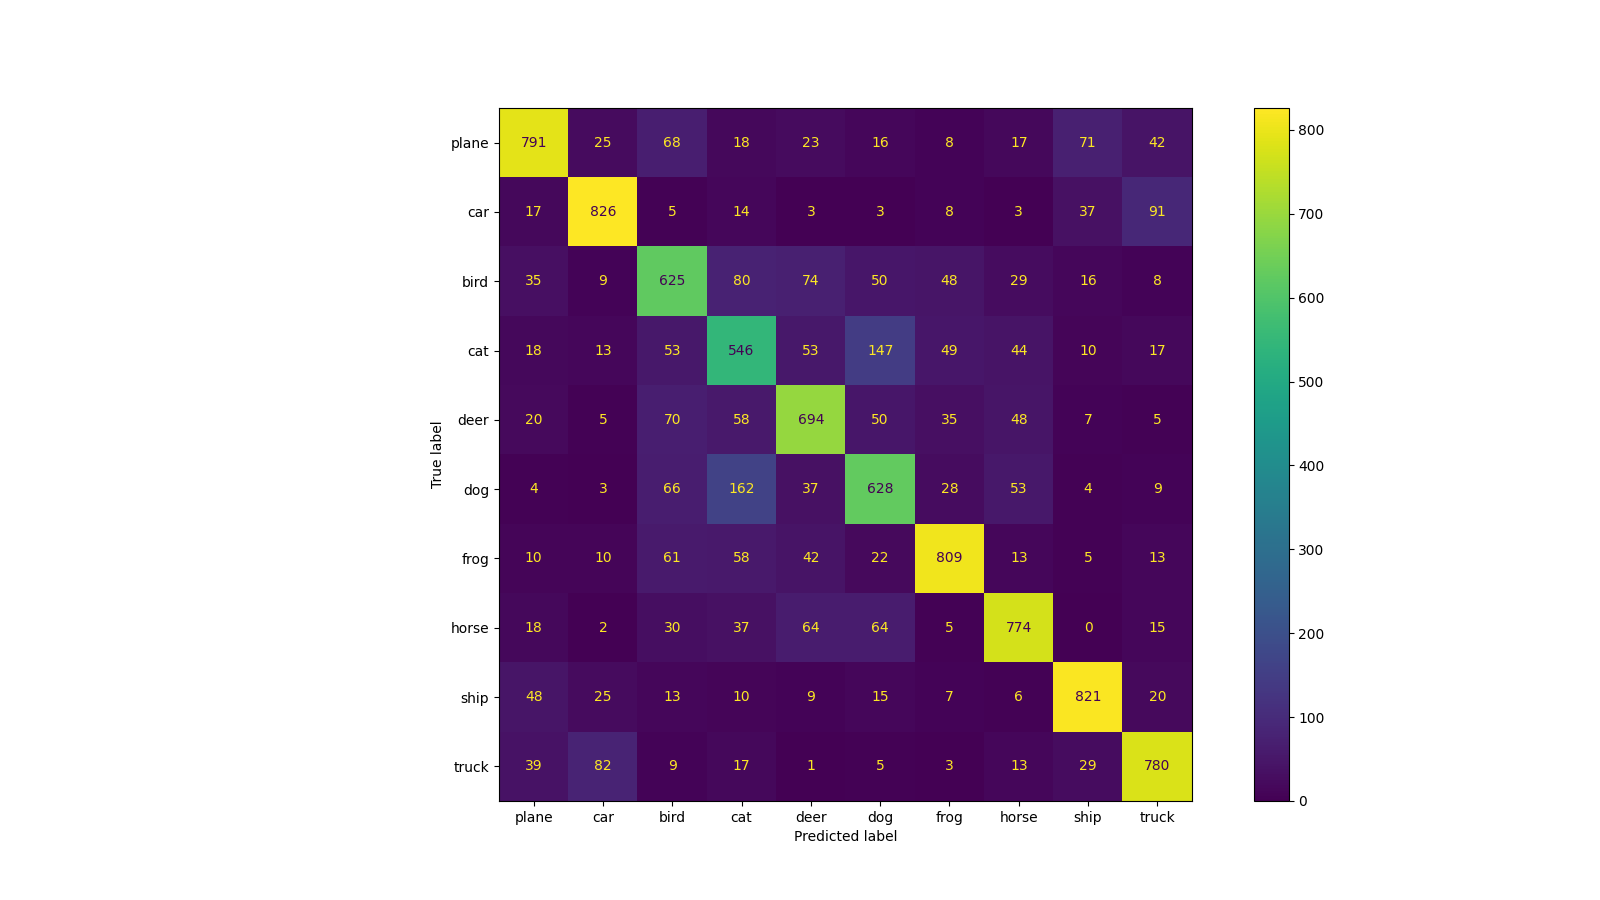 plane 791 25 68 18 23 16 8 17 71 42
car 17 826 5 14 3 3 8 3 37 91
bird 35 9 625 80 74 50 48 29 16 8
cat 18 13 53 546 53 147 49 44 10 17
deer 20 5 70 58 694 50 35 48 7 5
dog 4 3 66 162 37 628 28 53 4 9
frog 10 10 61 58 42 22 809 13 5 13
horse 18 2 30 37 64 64 5 774 0 15
ship 48 25 13 10 9 15 7 6 821 20
truck 39 82 9 17 1 5 3 13 29 780
plane car bird cat deer dog frog horse ship truck
Predicted label
True label
800
700
600
500
400
300
200
100
0